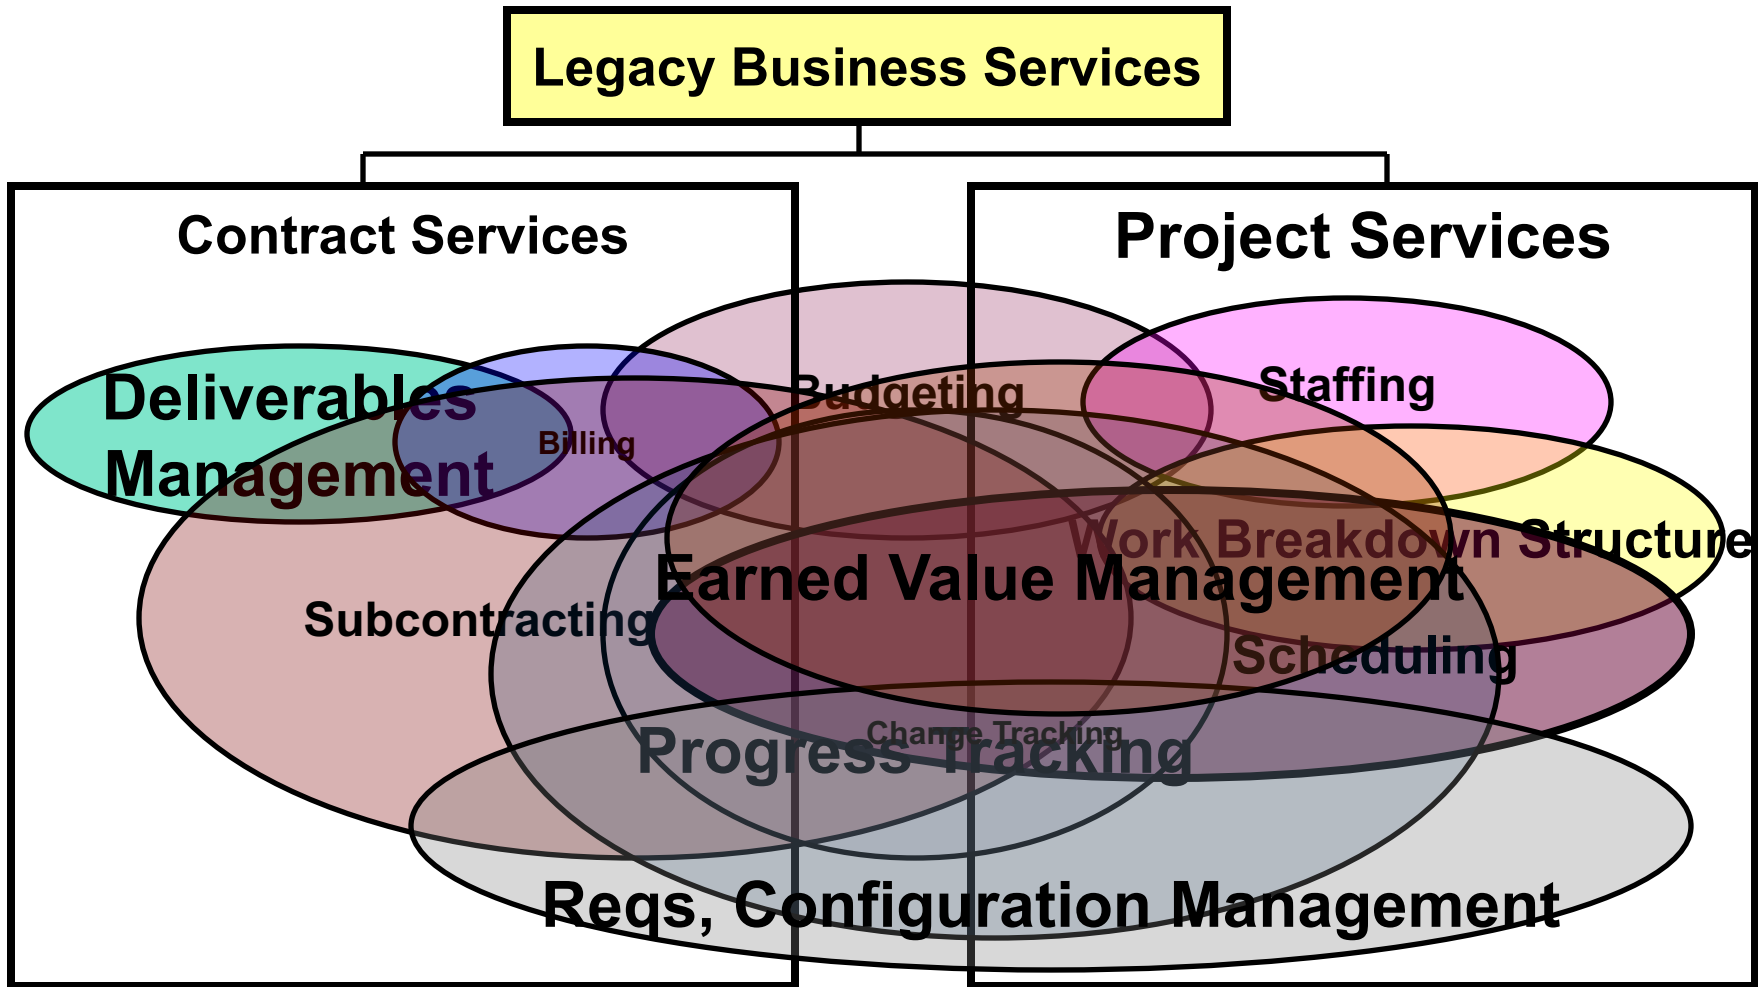 Legacy Business Services
Contract Services
Project Services
Deliverables
Management
Billing
Budgeting
Staffing
Work Breakdown Structure
Earned Value Management
Subcontracting
Scheduling
Change Tracking
Progress Tracking
Reqs, Configuration Management